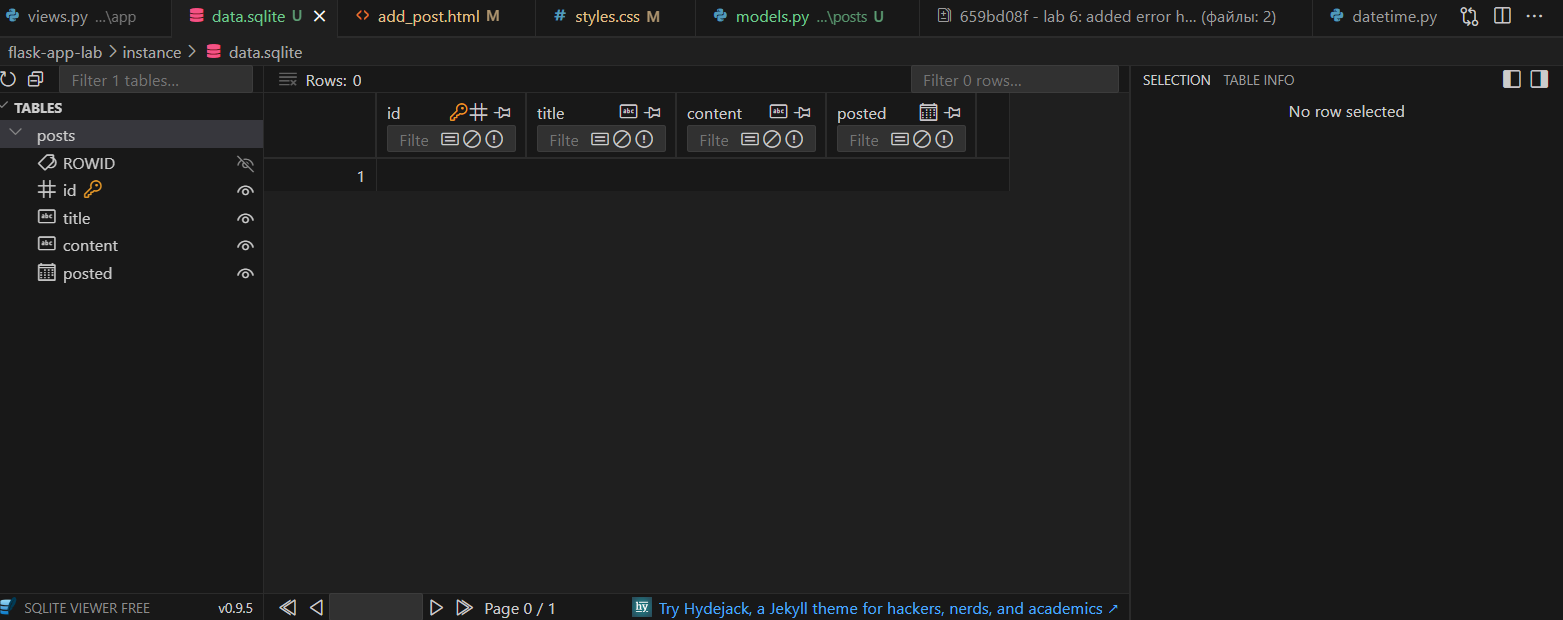 views.py ...\app data.sqlite U add_post.html M styles.css M models.py ...\posts U 659bd08f - lab 6: added error h... (файлы: 2) datetime.py
flask-app-lab > instance > data.sqlite
Filter 1 tables... Rows: 0 Filter 0 rows... SELECTION TABLE INFO
TABLES
No row selected
id title content posted
posts
Filte Filte Filte Filte
ROWID
1
id
title
content
posted
SQLITE VIEWER FREE v0.9.5 Page 0 / 1 hy Try Hydejack, a Jekyll theme for hackers, nerds, and academics ↗